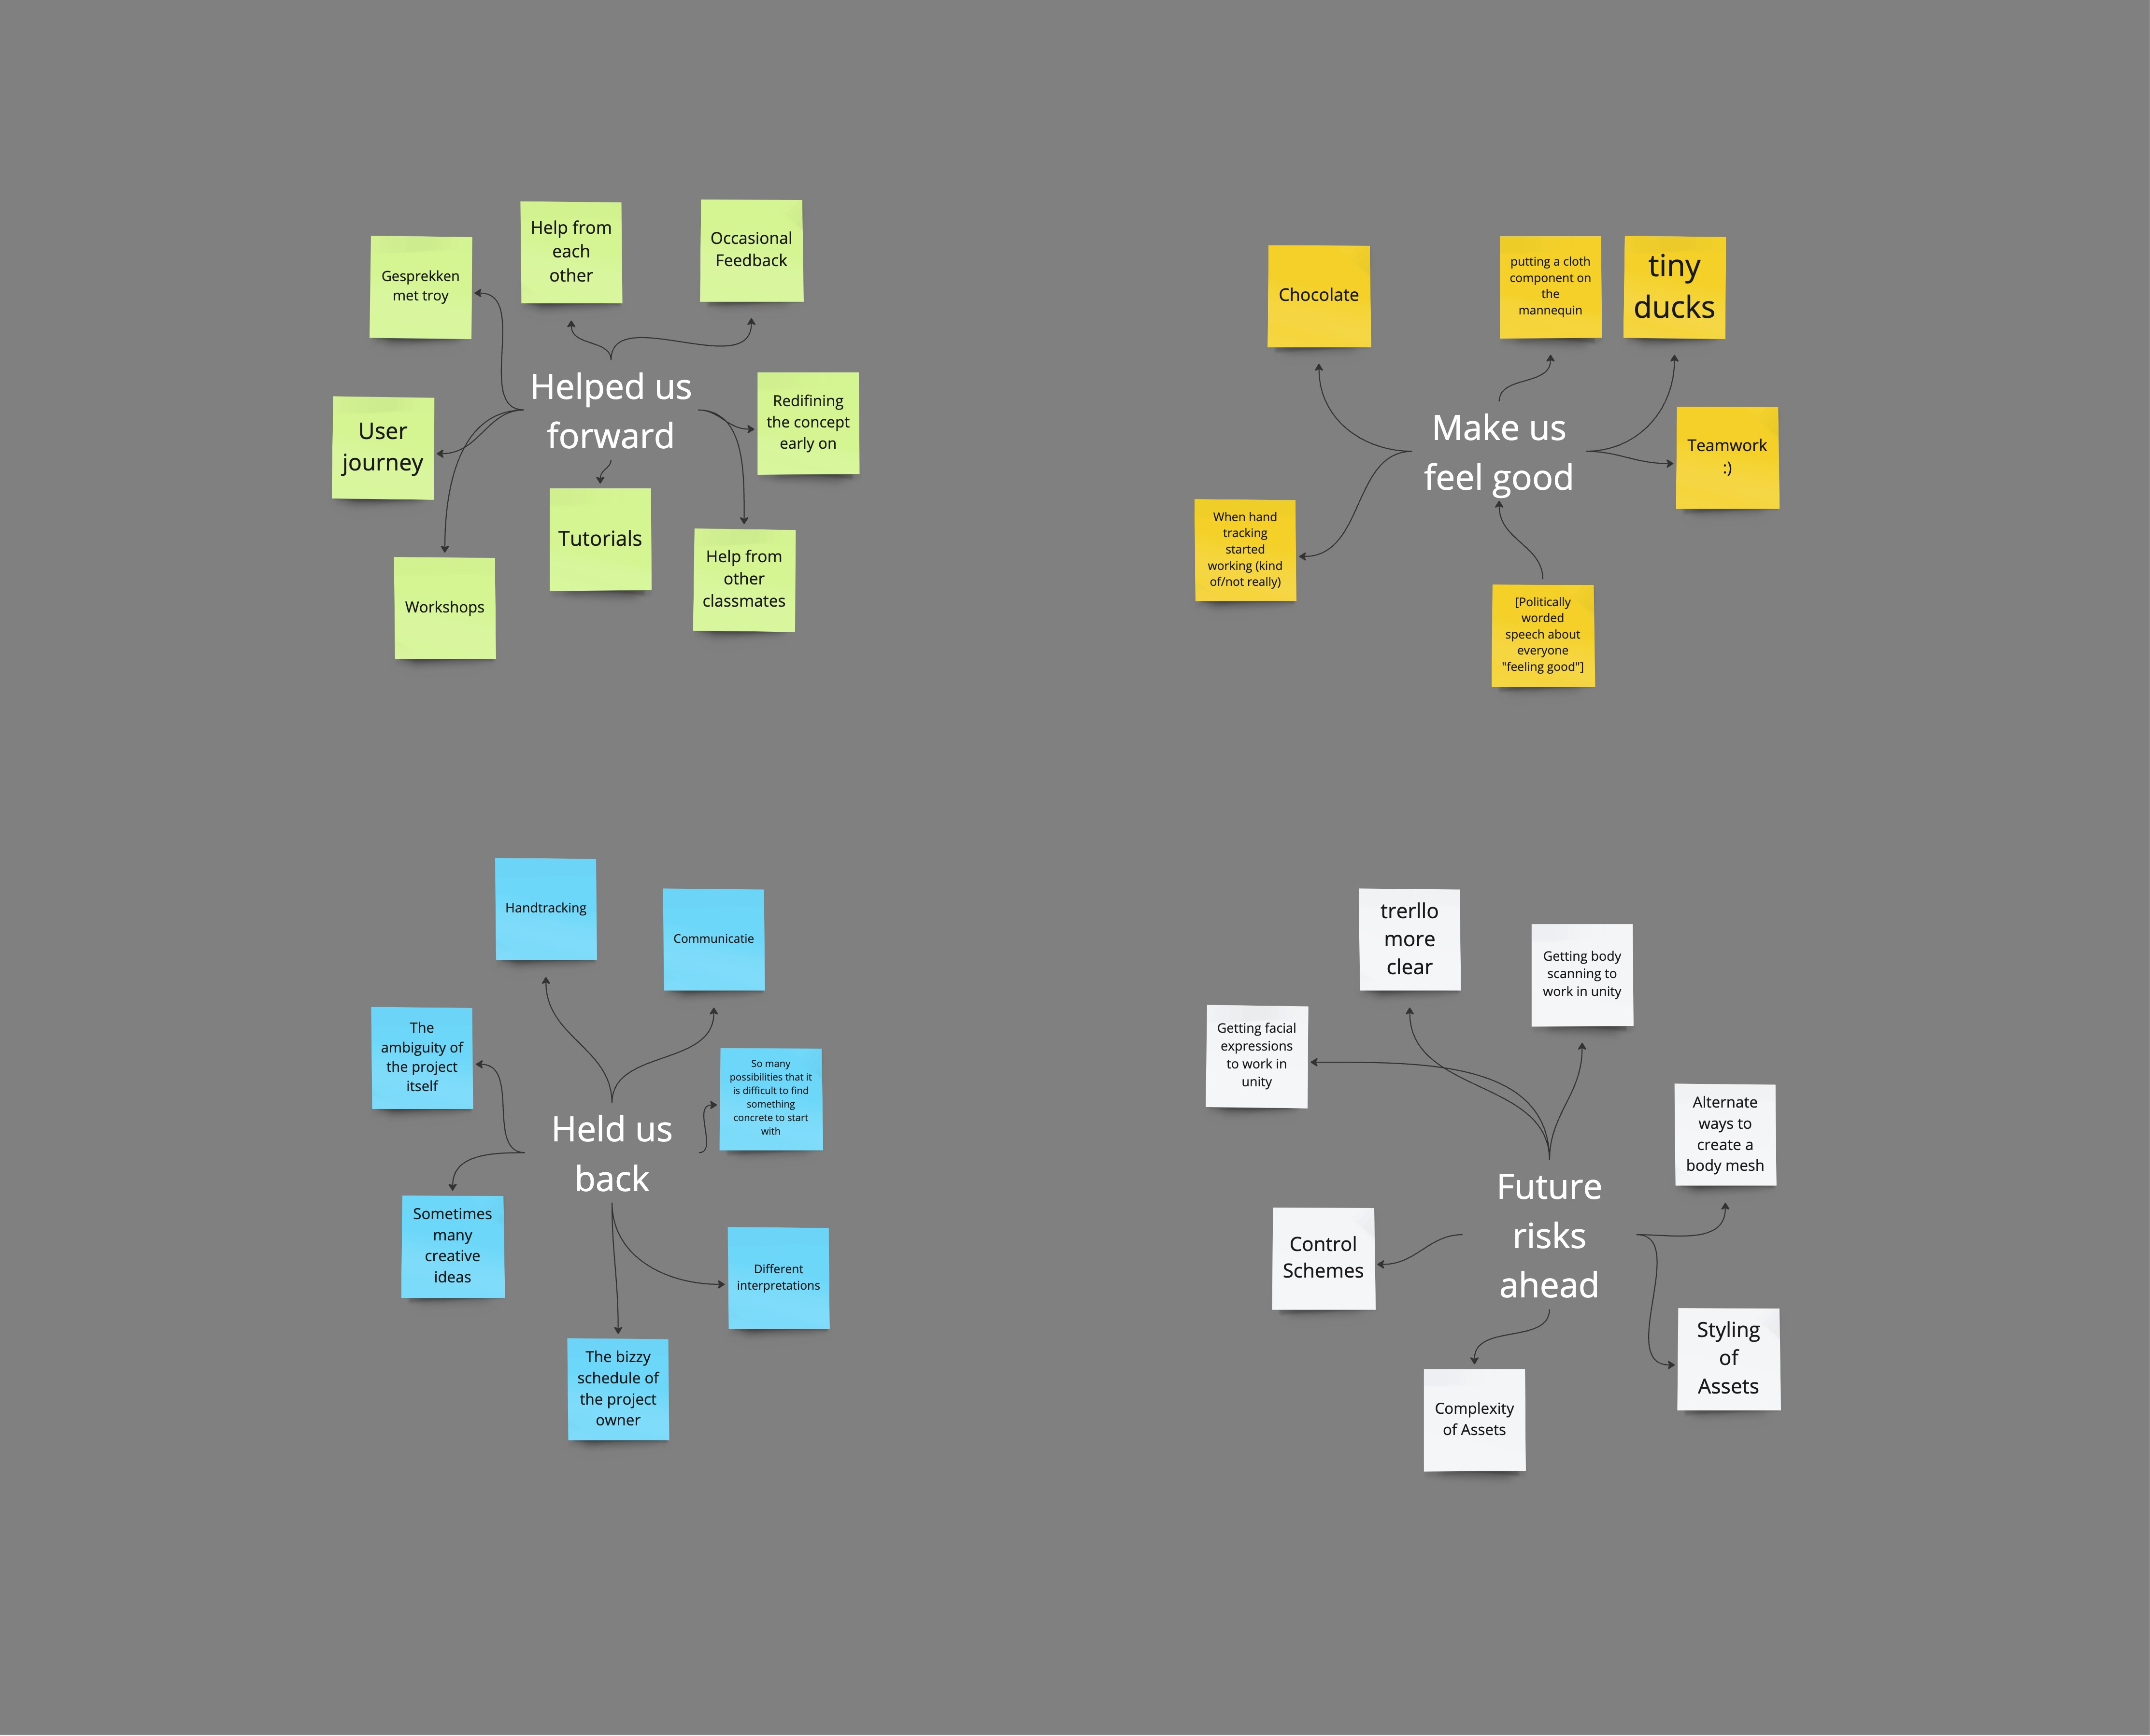 Helped us
forward
Gesprekken
met troy
Help from
each
other
Occasional
Feedback
User
journey
Redifining
the concept
early on
Workshops
Tutorials
Help from
other
classmates
Make us
feel good
Chocolate
putting a cloth
component on
the
mannequin
tiny
ducks
Teamwork
:)
When hand
tracking
started
working (kind
of/not really)
[Politically
worded
speech about
everyone
"feeling good"]
Held us
back
Handtracking
Communicatie
The
ambiguity of
the project
itself
So many
possibilities that it
is difficult to find
something
concrete to start
with
Sometimes
many
creative
ideas
Different
interpretations
The bizzy
schedule of
the project
owner
Future
risks
ahead
trerllo
more
clear
Getting body
scanning to
work in unity
Getting facial
expressions
to work in
unity
Alternate
ways to
create a
body mesh
Control
Schemes
Styling
of
Assets
Complexity
of Assets